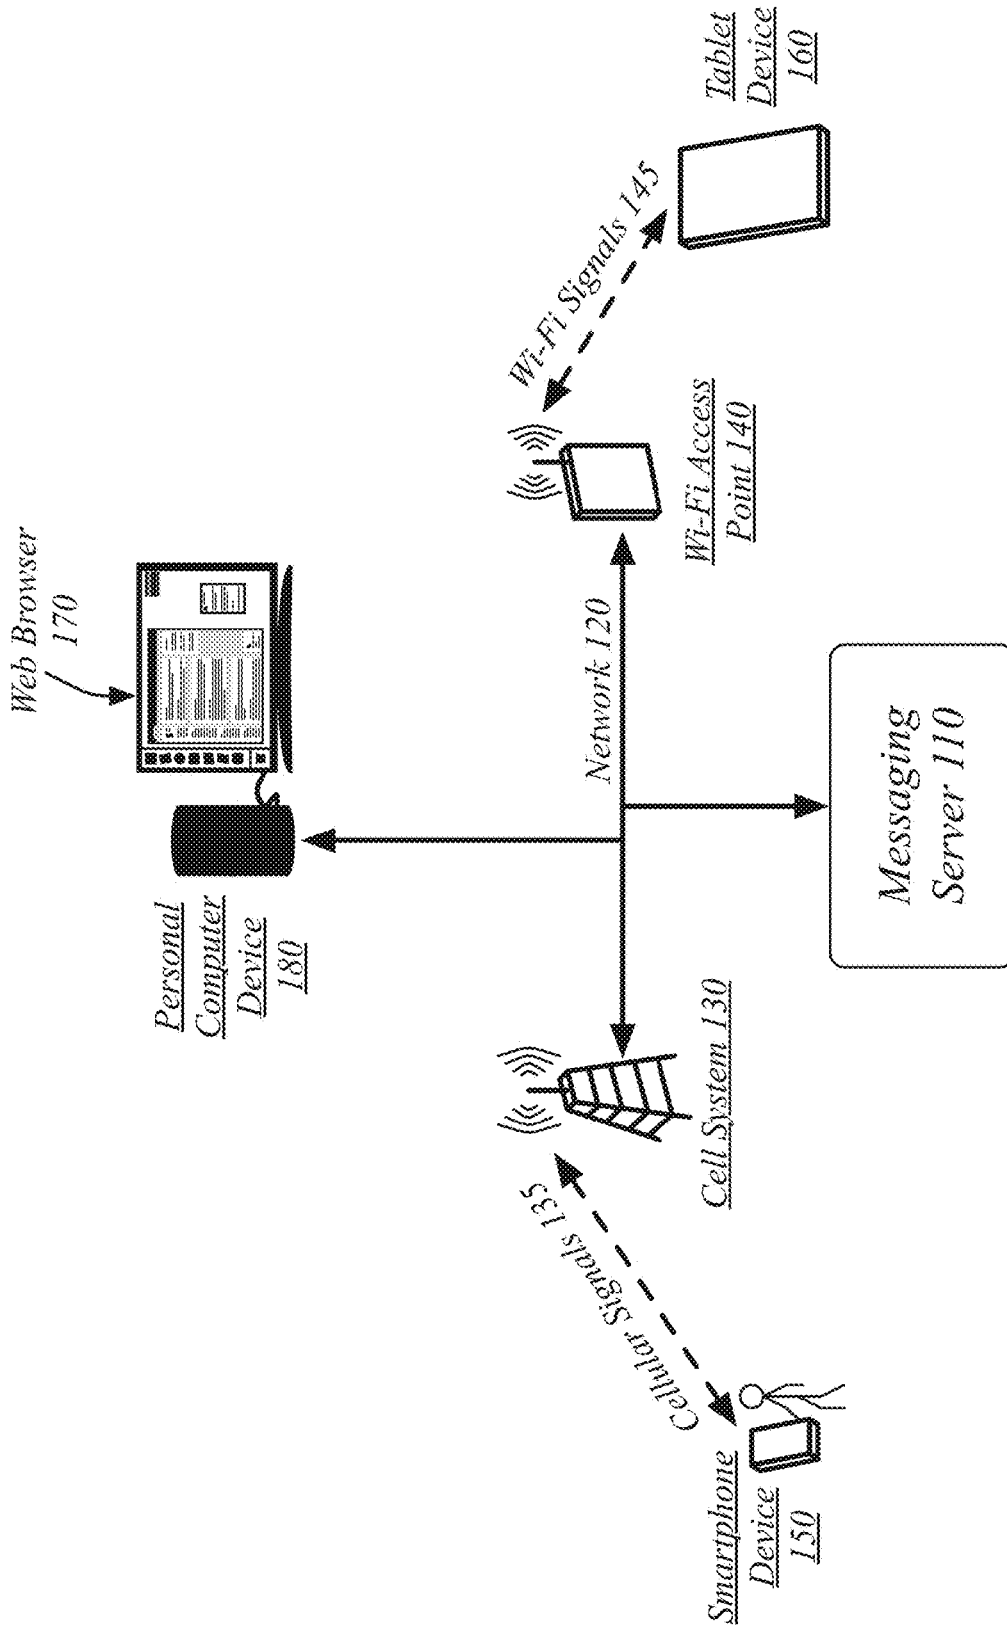 Web Browser
170
Personal
Computer
Device
180
Network 120
Cellular Signals 135
Wi-Fi Signals 145
Smartphone
Device
150
Cell System 130
Wi-Fi Access
Point 140
Tablet
Device
160
Messaging
Server 110